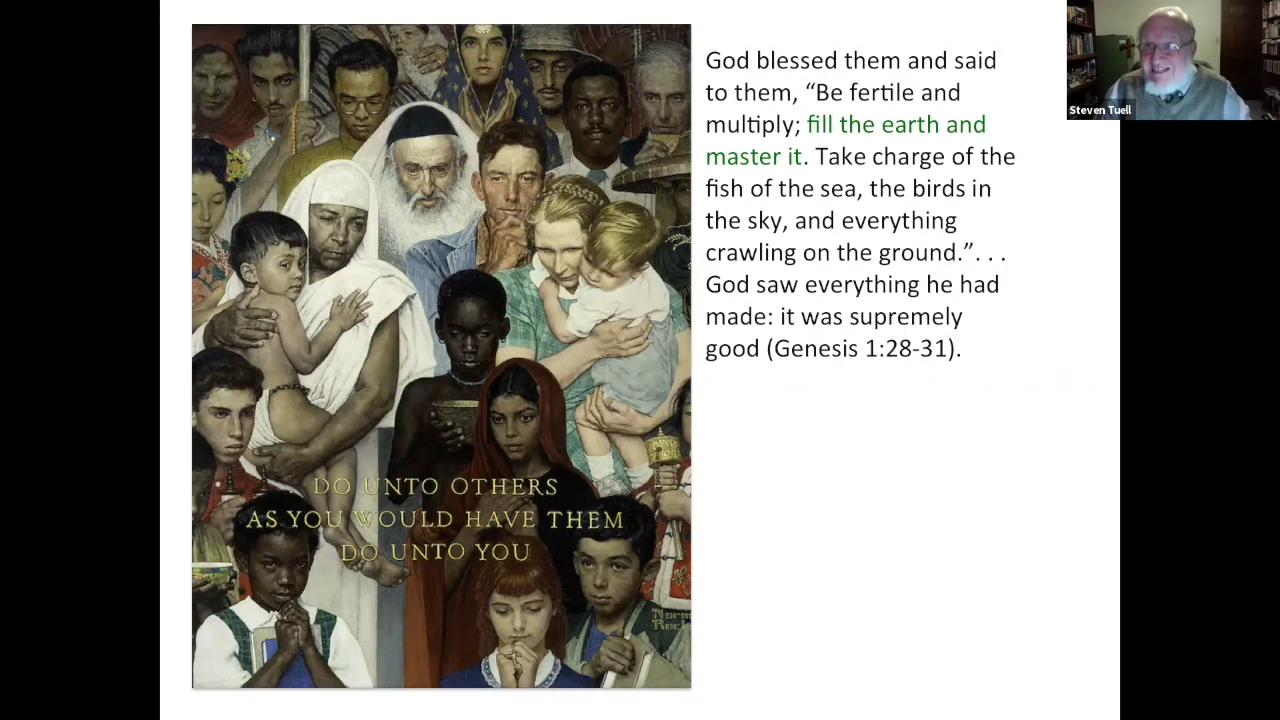 God blessed them and said
to them, “Be fertile and
multiply; fill the earth and
master it. Take charge of the
fish of the sea, the birds in
the sky, and everything
crawling on the ground.”. . .
God saw everything he had
made: it was supremely
good (Genesis 1:28-31).
Steven Tuell
DO UNTO OTHERS
AS YOU WOULD HAVE THEM
DO UNTO YOU